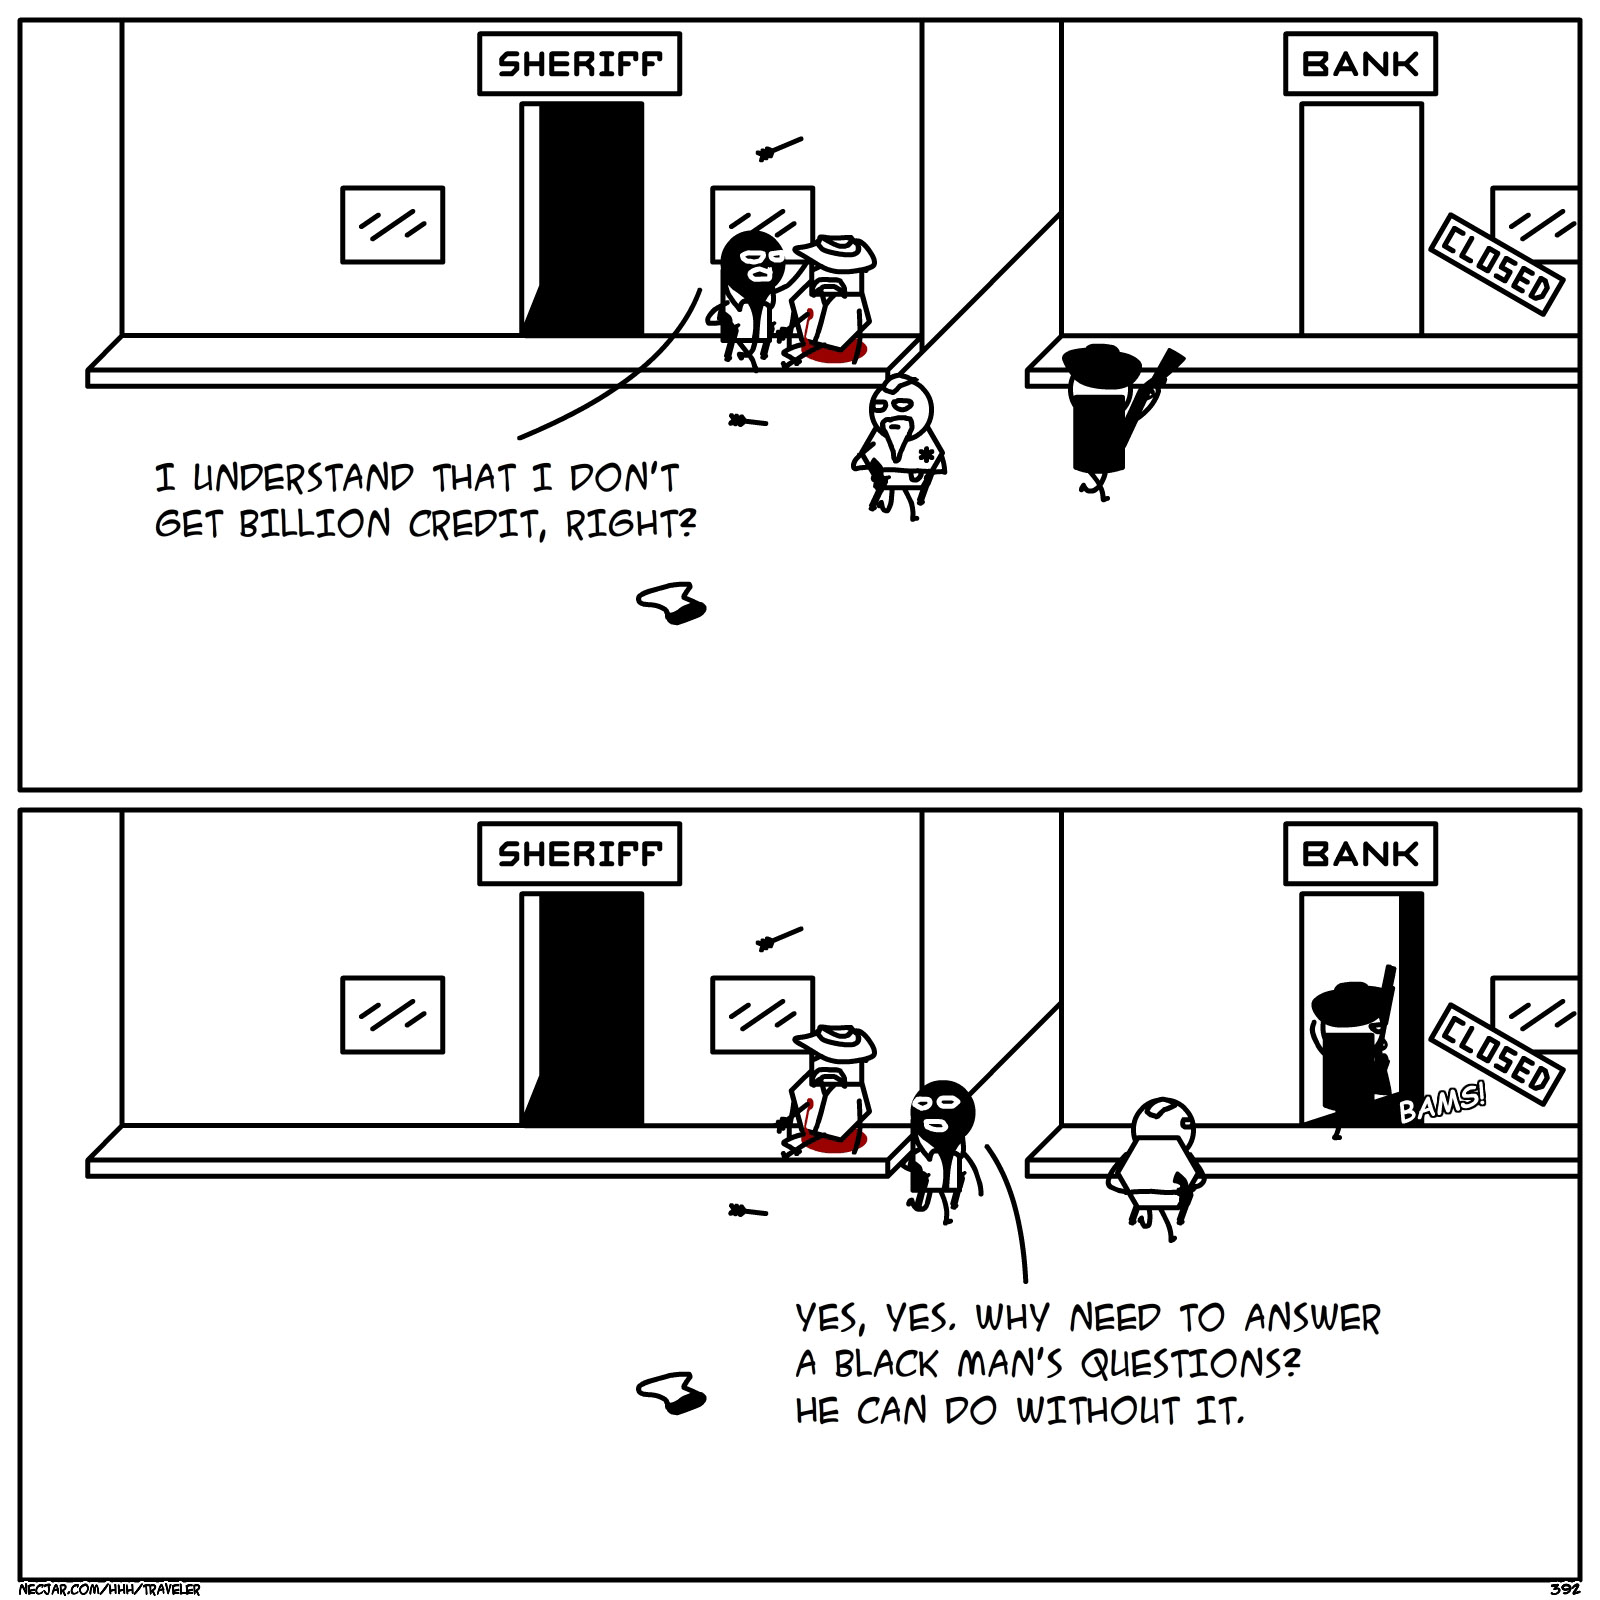 SHERIFF
BANK
CLOSED
I UNDERSTAND THAT I DON'T
GET BILLION CREDIT, RIGHT?
SHERIFF
BANK
CLOSED
BAMS!
YES, YES. WHY NEED TO ANSWER
A BLACK MAN'S QUESTIONS?
HE CAN DO WITHOUT IT.
NECJAR.COM/HHH/TRAVELER
392